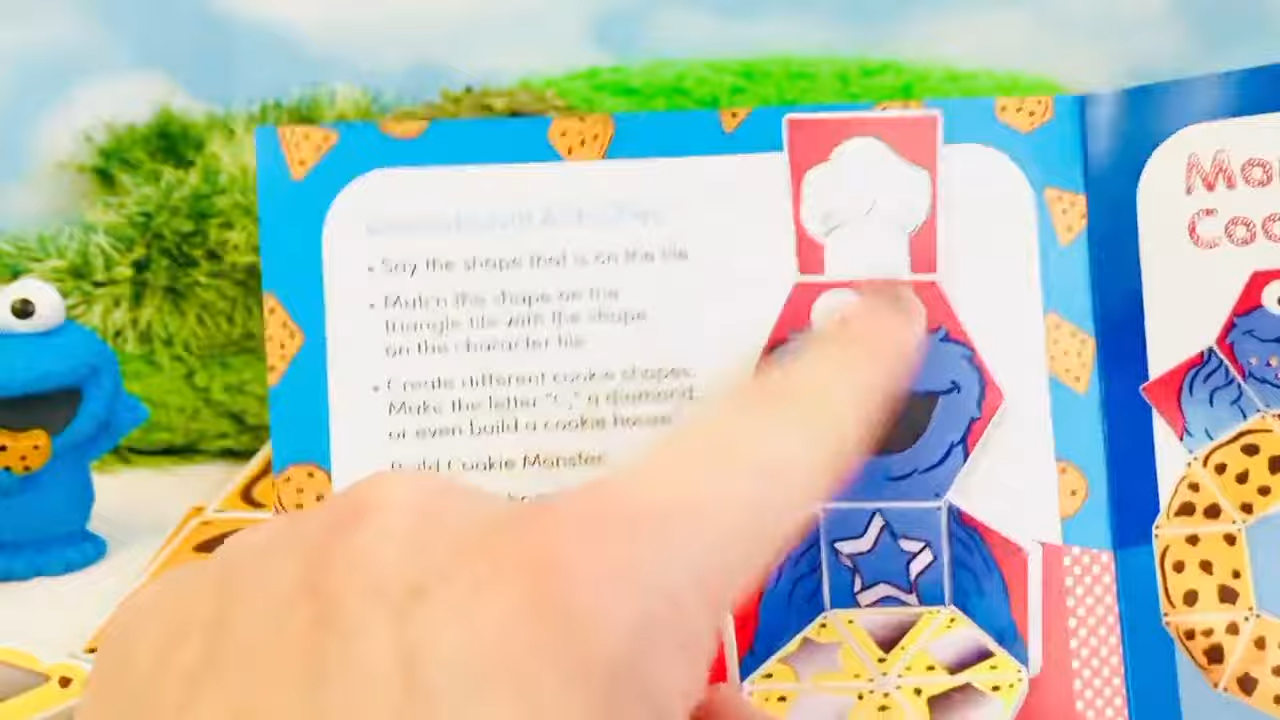 • Say the shape that is on the tile
• Match the shape on the
triangle tile with the shape
on the character tile
• Create different cookie shapes.
Make the letter "c," a diamond,
or even build a cookie house
Build Cookie Monster
Mo
Coo